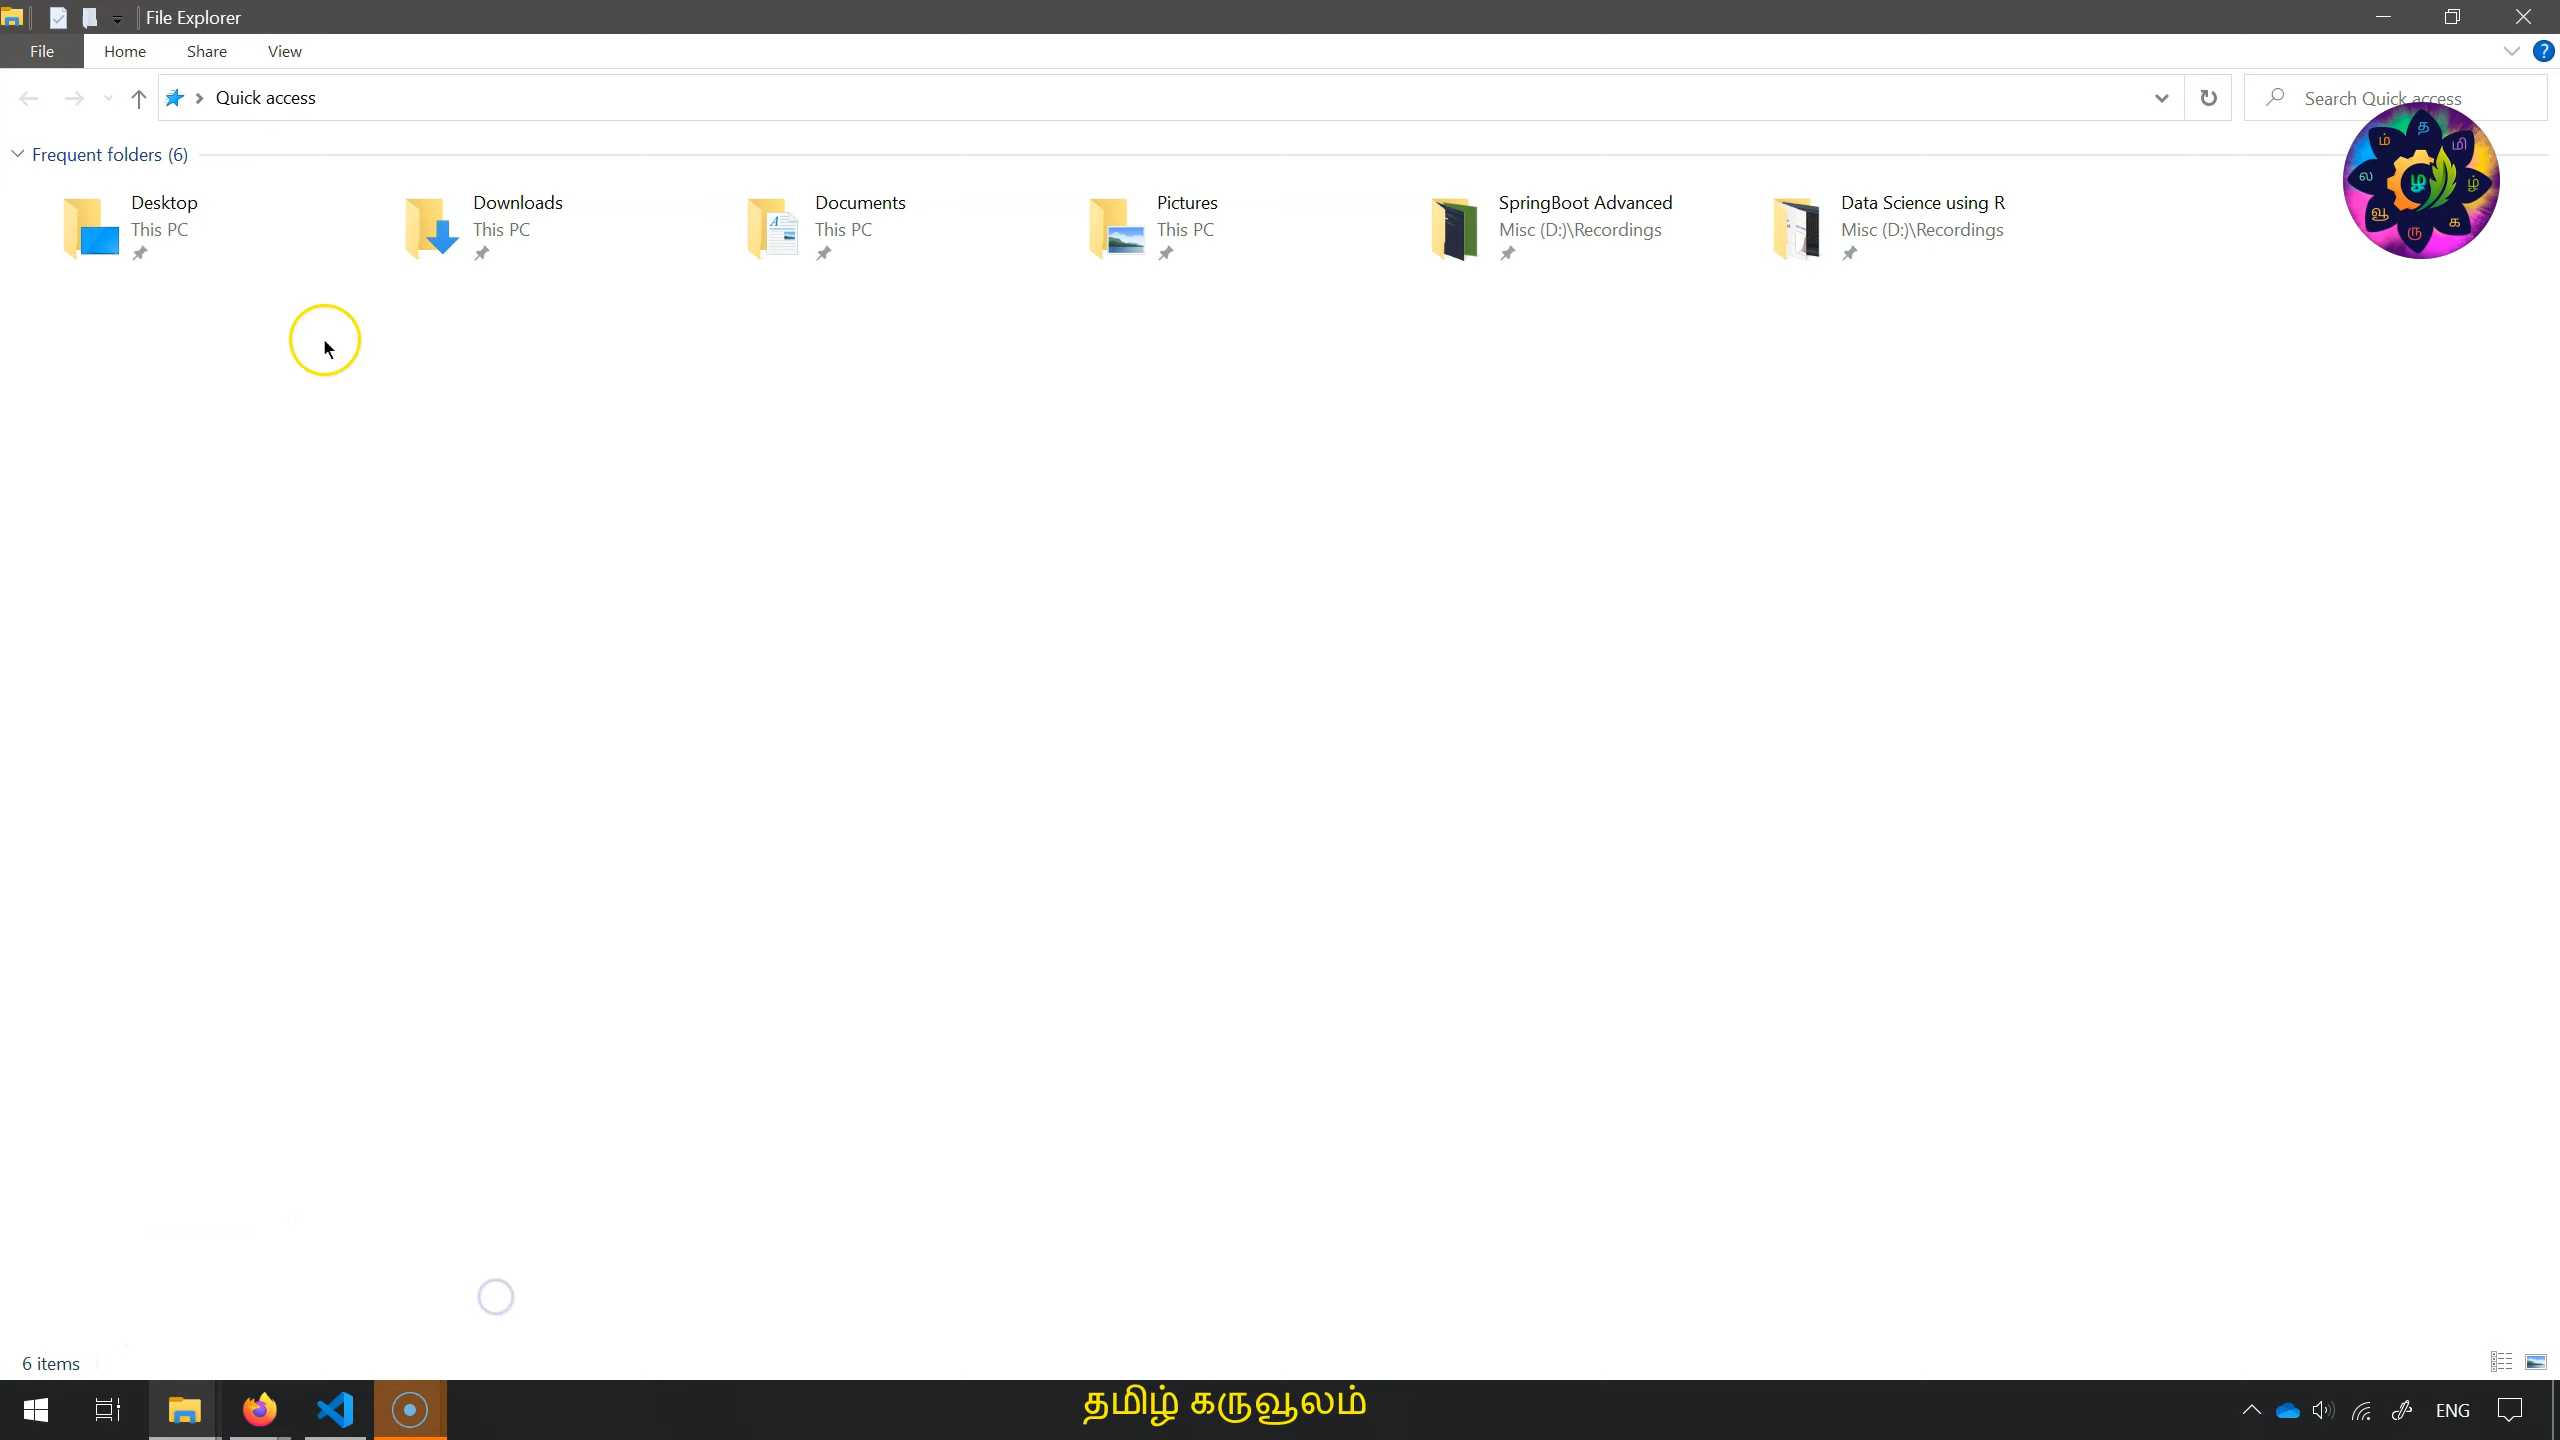 File Explorer
File Home Share View
Quick access
Search Quick access
Frequent folders (6)
Desktop
This PC
Downloads
This PC
Documents
This PC
Pictures
This PC
SpringBoot Advanced
Misc (D:)\Recordings
Data Science using R
Misc (D:)\Recordings
த
மி
ழ்
க
ரு
வூ
ல
ம்
ழ
6 items
தமிழ் கருவூலம்
ENG